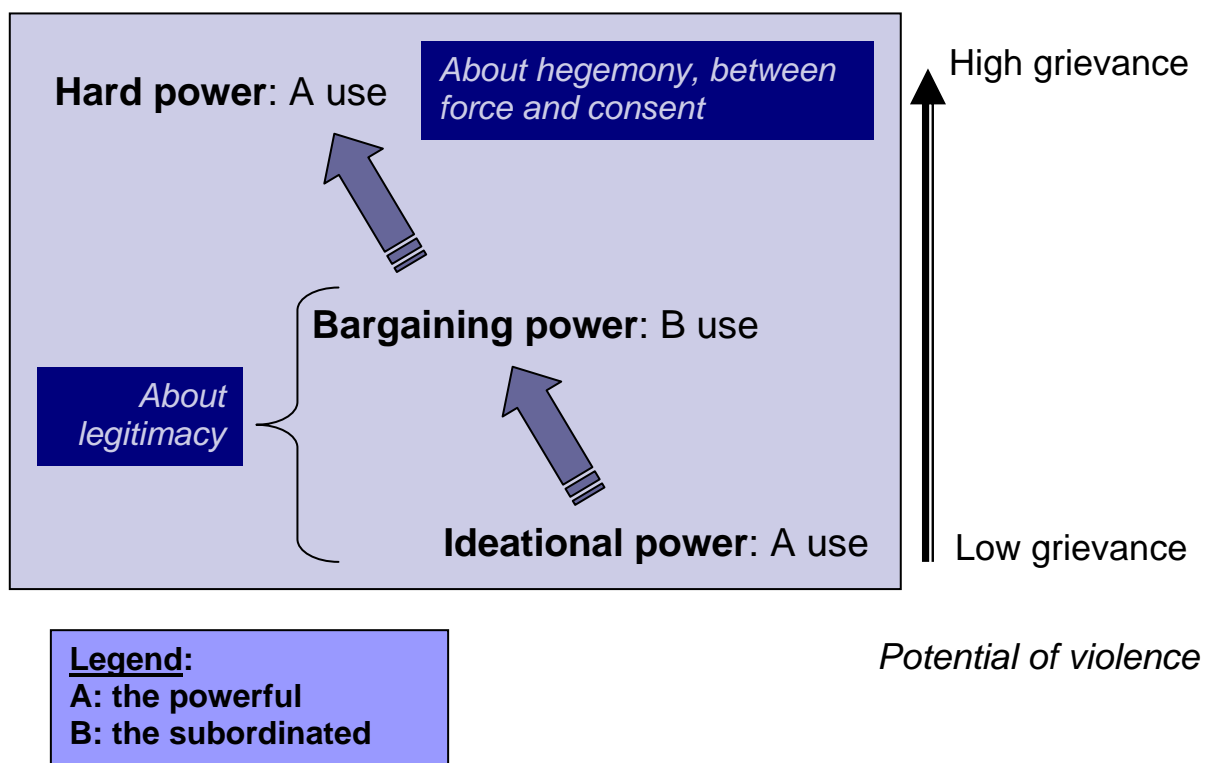 Hard power: A use
About hegemony, between
force and consent
High grievance
Bargaining power: B use
About
legitimacy
Ideational power: A use
Low grievance
Potential of violence
Legend:
A: the powerful
B: the subordinated